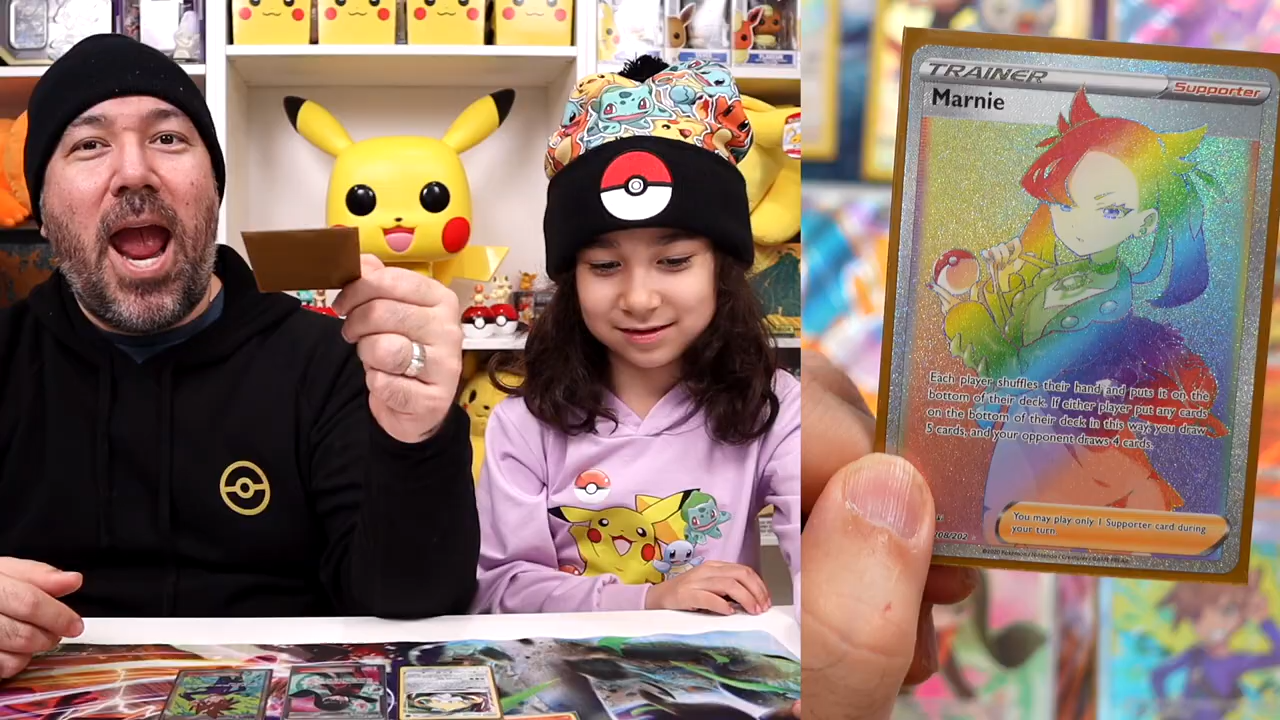 TRAINER
Supporter
Marnie
Each player shuffles their hand and puts it on the
bottom of their deck. If either player put any cards
on the bottom of their deck in this way, you draw
5 cards, and your opponent draws 4 cards.
You may play only 1 Supporter card during
your turn
208/202